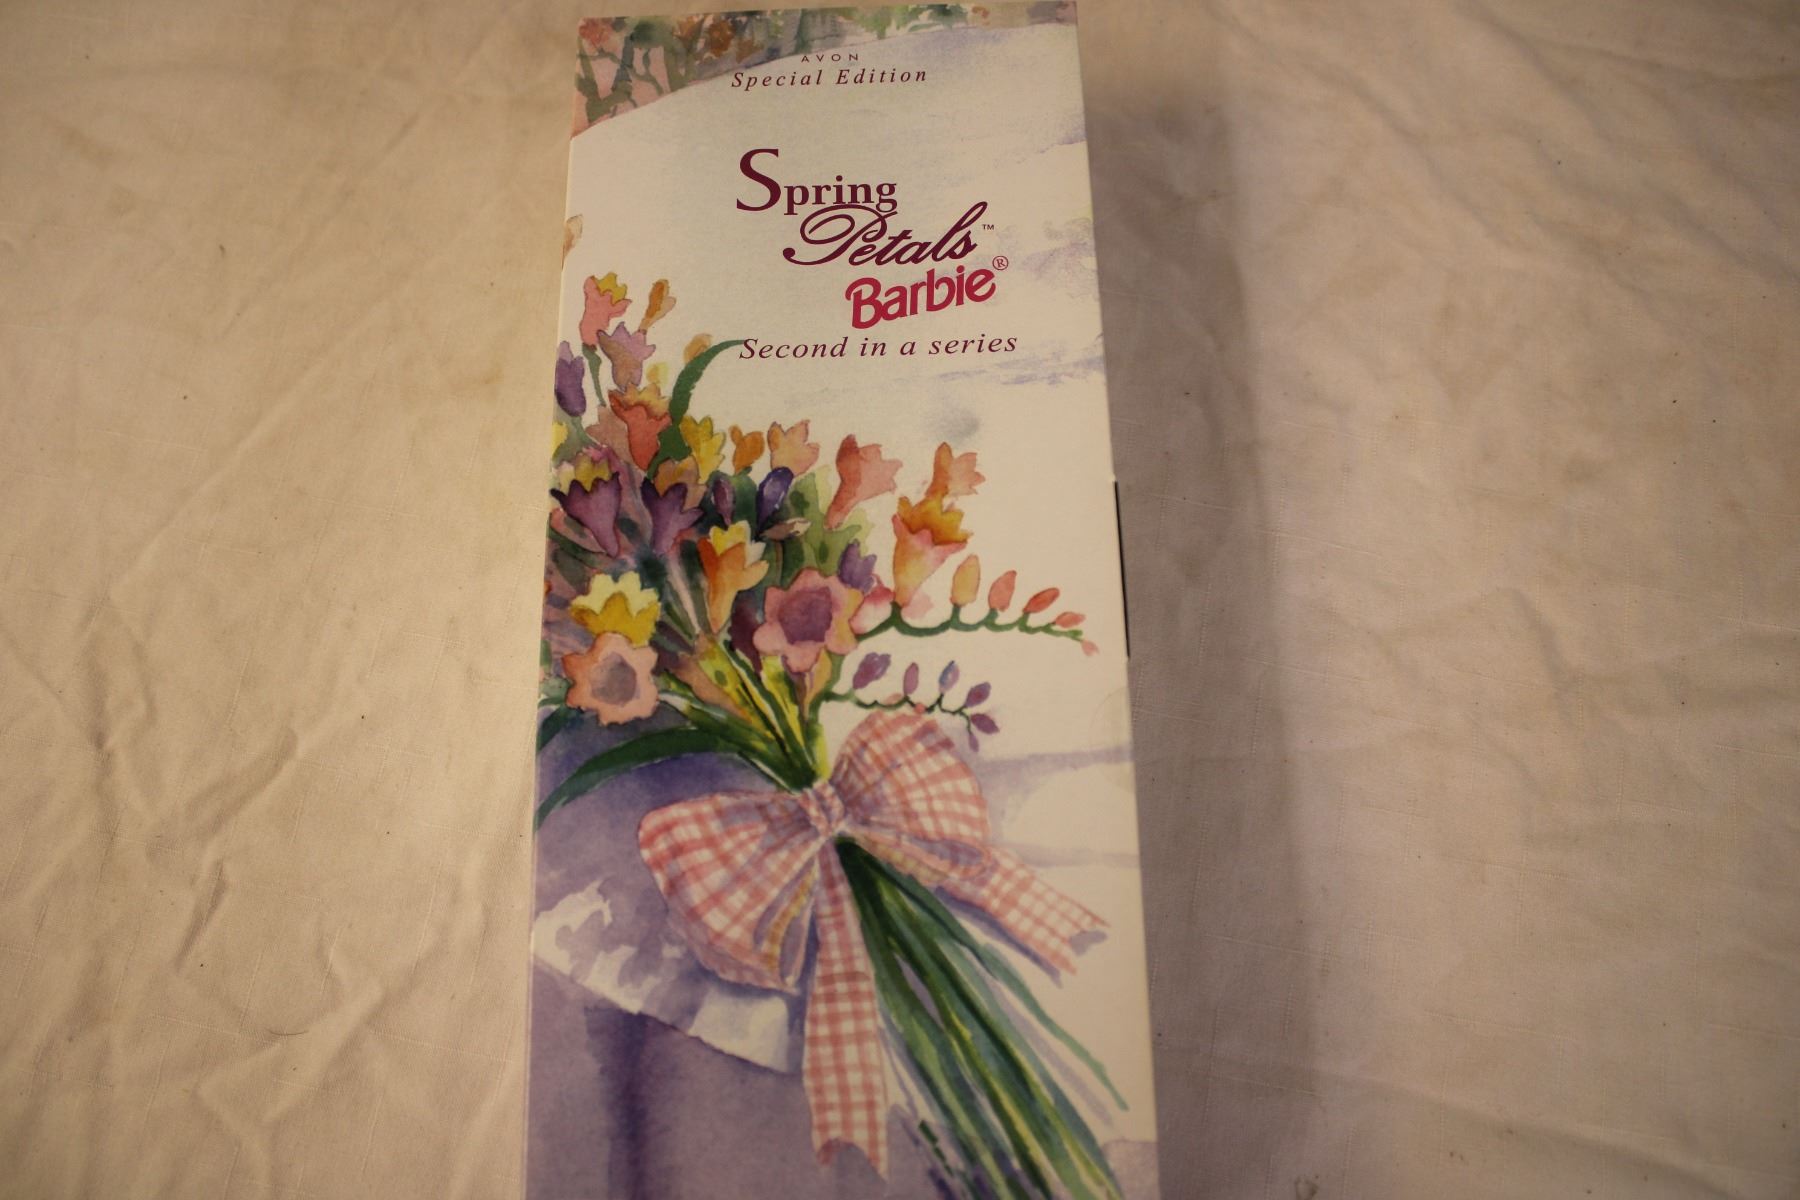 AVON
Special Edition
Spring
Petals™
Barbie®
Second in a series